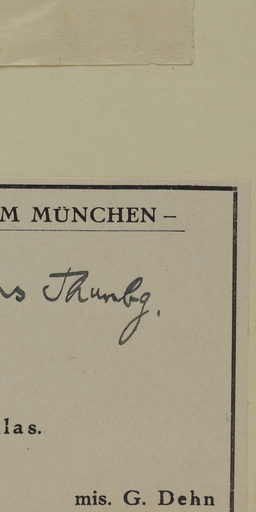 M MÜNCHEN –
Thunbg.
las.
mis. G. Dehn